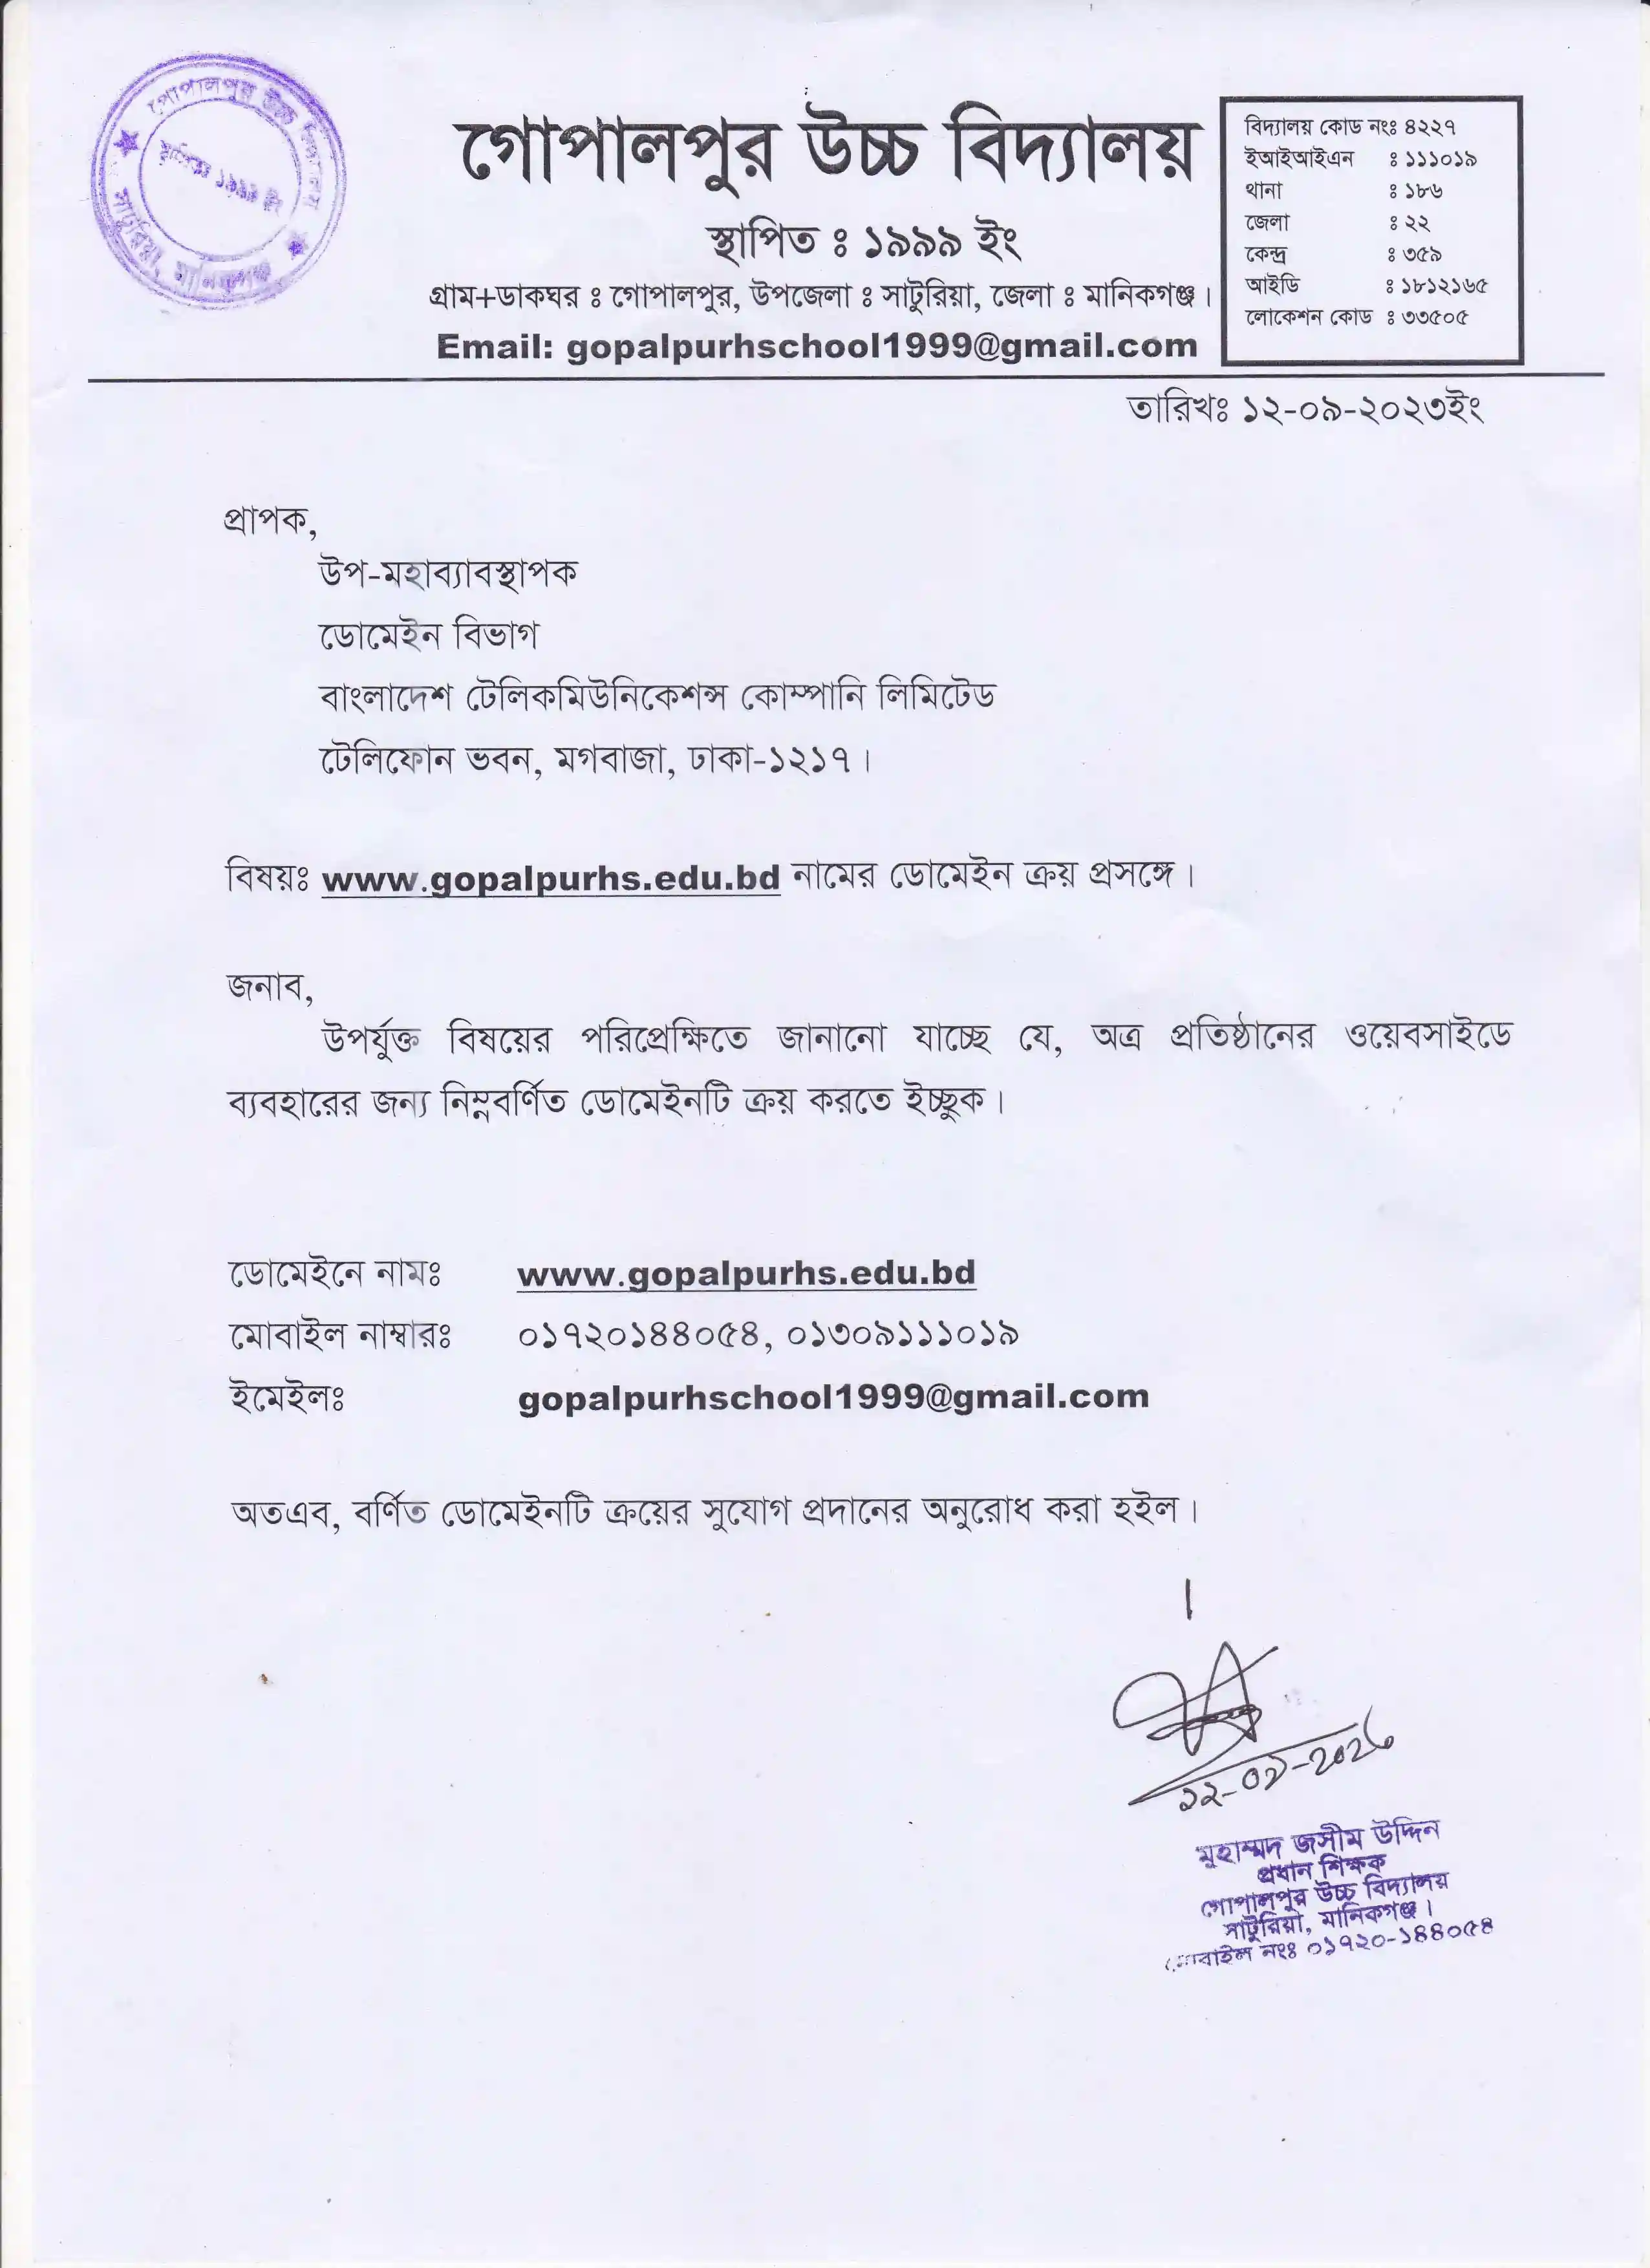 গোপালপুর উচ্চ বিদ্যালয়
স্থাপিত ঃ ১৯৯৯ ইং
গ্রাম+ডাকঘর ঃ গোপালপুর, উপজেলা ঃ সাটুরিয়া, জেলা ঃ মানিকগঞ্জ।
Email: gopalpurhschool1999@gmail.com
বিদ্যালয় কোড নংঃ ৪২২৭
ইআইআইএন ঃ ১১১০১৯
থানা ঃ ১৮৬
জেলা ঃ ২২
কেন্দ্র ঃ ৩৫৯
আইডি ঃ ১৮১২১৬৫
লোকেশন কোড ঃ ৩৩৫০৫
গোপালপুর উচ্চ বিদ্যালয়
স্থাপিতঃ ১৯৯৯ ইং
সাটুরিয়া, মানিকগঞ্জ
তারিখঃ ১২-০৯-২০২৩ইং
প্রাপক,
উপ-মহাব্যাবস্থাপক
ডোমেইন বিভাগ
বাংলাদেশ টেলিকমিউনিকেশন্স কোম্পানি লিমিটেড
টেলিফোন ভবন, মগবাজা, ঢাকা-১২১৭।
বিষয়ঃ www.gopalpurhs.edu.bd নামের ডোমেইন ক্রয় প্রসঙ্গে।
জনাব,
উপর্যুক্ত বিষয়ের পরিপ্রেক্ষিতে জানানো যাচ্ছে যে, অত্র প্রতিষ্ঠানের ওয়েবসাইডে
ব্যবহারের জন্য নিম্নবর্ণিত ডোমেইনটি ক্রয় করতে ইচ্ছুক।
ডোমেইনে নামঃ www.gopalpurhs.edu.bd
মোবাইল নাম্বারঃ ০১৭২০১৪৪০৫৪, ০১৩০৯১১১০১৯
ইমেইলঃ gopalpurhschool1999@gmail.com
অতএব, বর্ণিত ডোমেইনটি ক্রয়ের সুযোগ প্রদানের অনুরোধ করা হইল।
১২-০৯-২০২৩
মুহাম্মদ জসীম উদ্দিন
প্রধান শিক্ষক
গোপালপুর উচ্চ বিদ্যালয়
সাটুরিয়া, মানিকগঞ্জ।
মোবাইল নংঃ ০১৭২০-১৪৪০৫৪